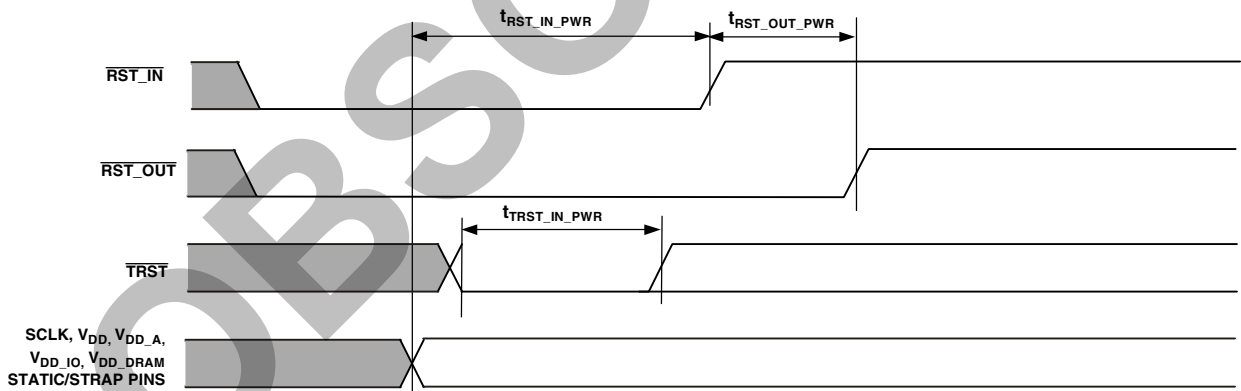 tRST_IN_PWR
tRST_OUT_PWR
RST_IN
RST_OUT
tTRST_IN_PWR
TRST
SCLK, VDD, VDD_A,
VDD_IO, VDD_DRAM
STATIC/STRAP PINS
OBSO